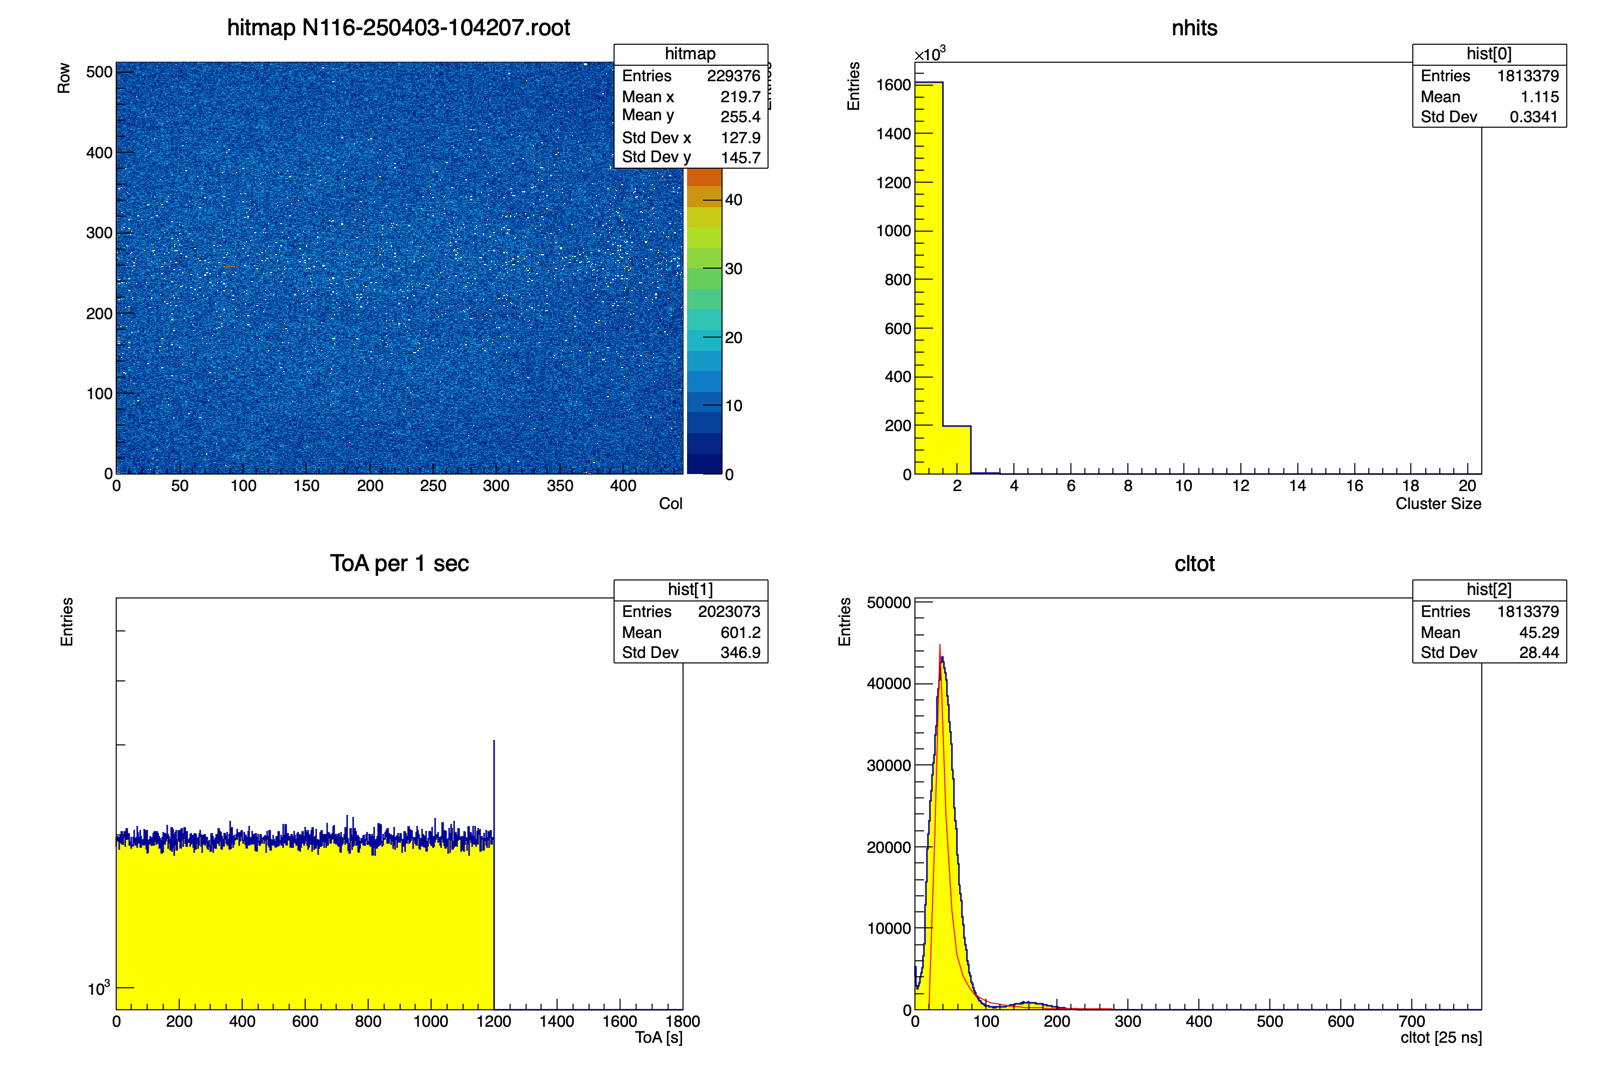 hitmap N116-250403-104207.root
Row
hitmap
Entries 229376
Mean x 219.7
Mean y 255.4
Std Dev x 127.9
Std Dev y 145.7
500
400
300
200
100
0
0 50 100 150 200 250 300 350 400
Col
40
30
20
10
0
nhits
×10³
Entries
hist[0]
Entries 1813379
Mean 1.115
Std Dev 0.3341
1600
1400
1200
1000
800
600
400
200
0
2 4 6 8 10 12 14 16 18 20
Cluster Size
ToA per 1 sec
Entries
hist[1]
Entries 2023073
Mean 601.2
Std Dev 346.9
10³
0 200 400 600 800 1000 1200 1400 1600 1800
ToA [s]
cltot
Entries
hist[2]
Entries 1813379
Mean 45.29
Std Dev 28.44
50000
40000
30000
20000
10000
0
0 100 200 300 400 500 600 700
cltot [25 ns]